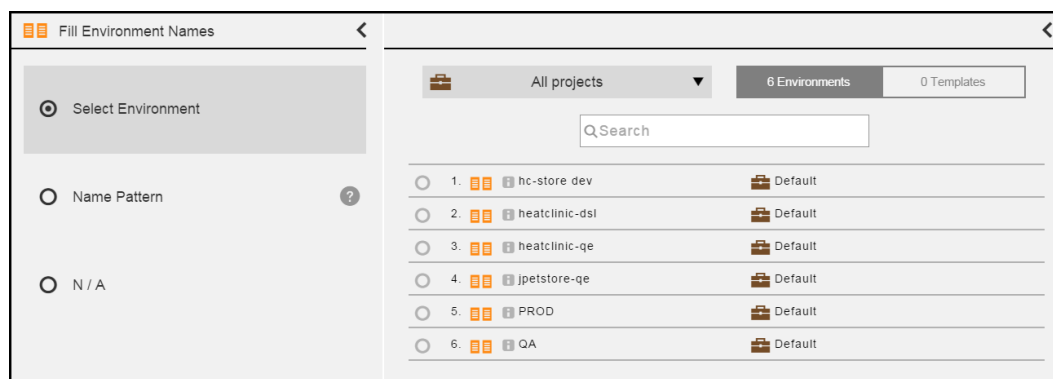 Fill Environment Names
Select Environment
Name Pattern ?
N / A
All projects
6 Environments
0 Templates
Search
1. hc-store dev Default
2. heatclinic-dsl Default
3. heatclinic-qe Default
4. jpetstore-qe Default
5. PROD Default
6. QA Default